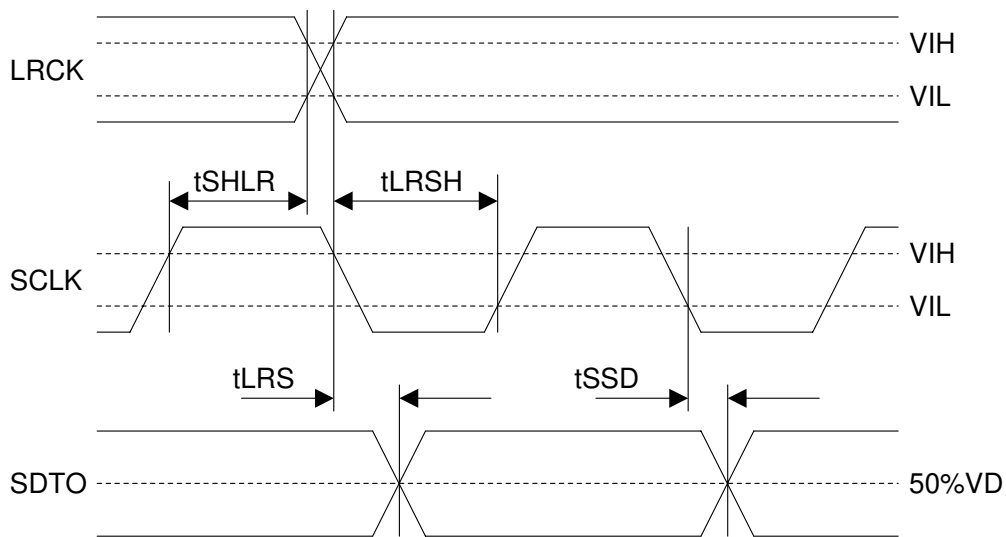 VIH
LRCK
VIL
tSHLR
tLRSH
VIH
SCLK
VIL
tLRS
tSSD
SDTO
50%VD